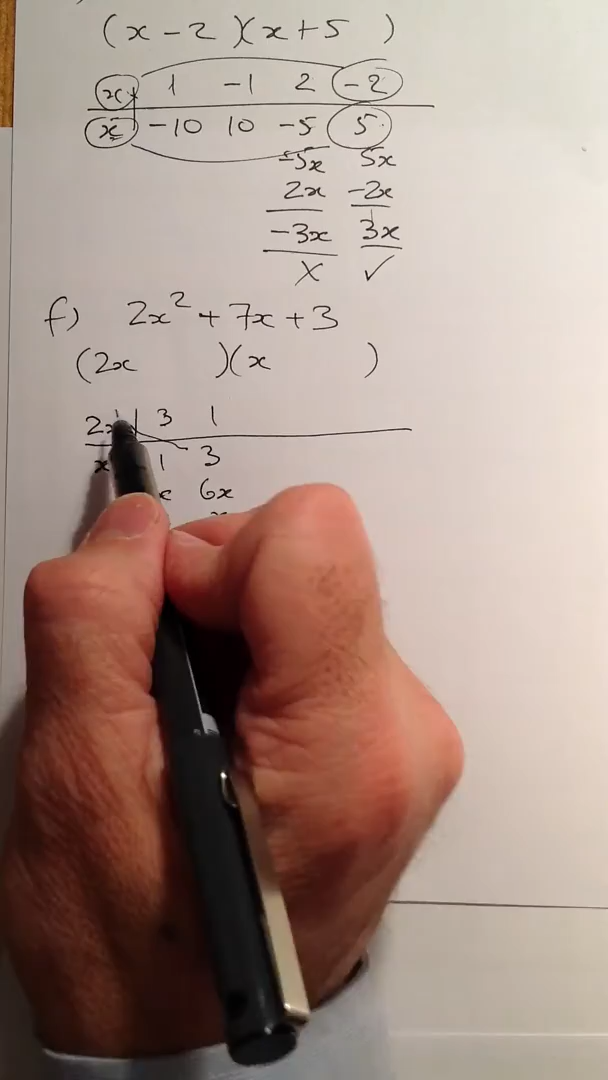 (x - 2)(x + 5 )
x 1 -1 2 -2
x -10 10 -5 5
-5x 5x
2x -2x
-3x 3x
X ✓
f) 2x² + 7x + 3
(2x )(x )
2x 3 1
x 1 3
6x